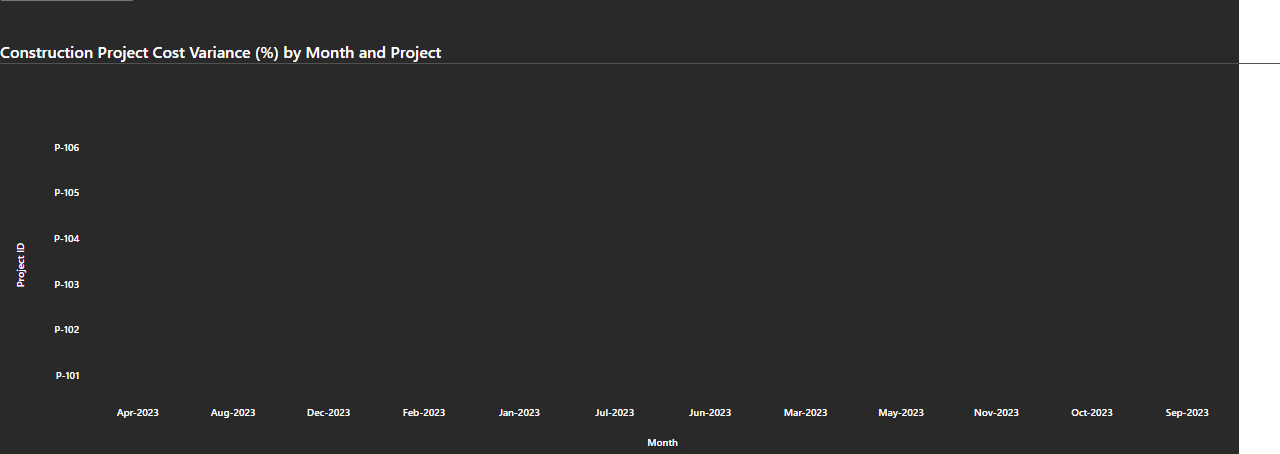 Construction Project Cost Variance (%) by Month and Project
P-106
P-105
P-104
Project ID
P-103
P-102
P-101
Apr-2023 Aug-2023 Dec-2023 Feb-2023 Jan-2023 Jul-2023 Jun-2023 Mar-2023 May-2023 Nov-2023 Oct-2023 Sep-2023
Month